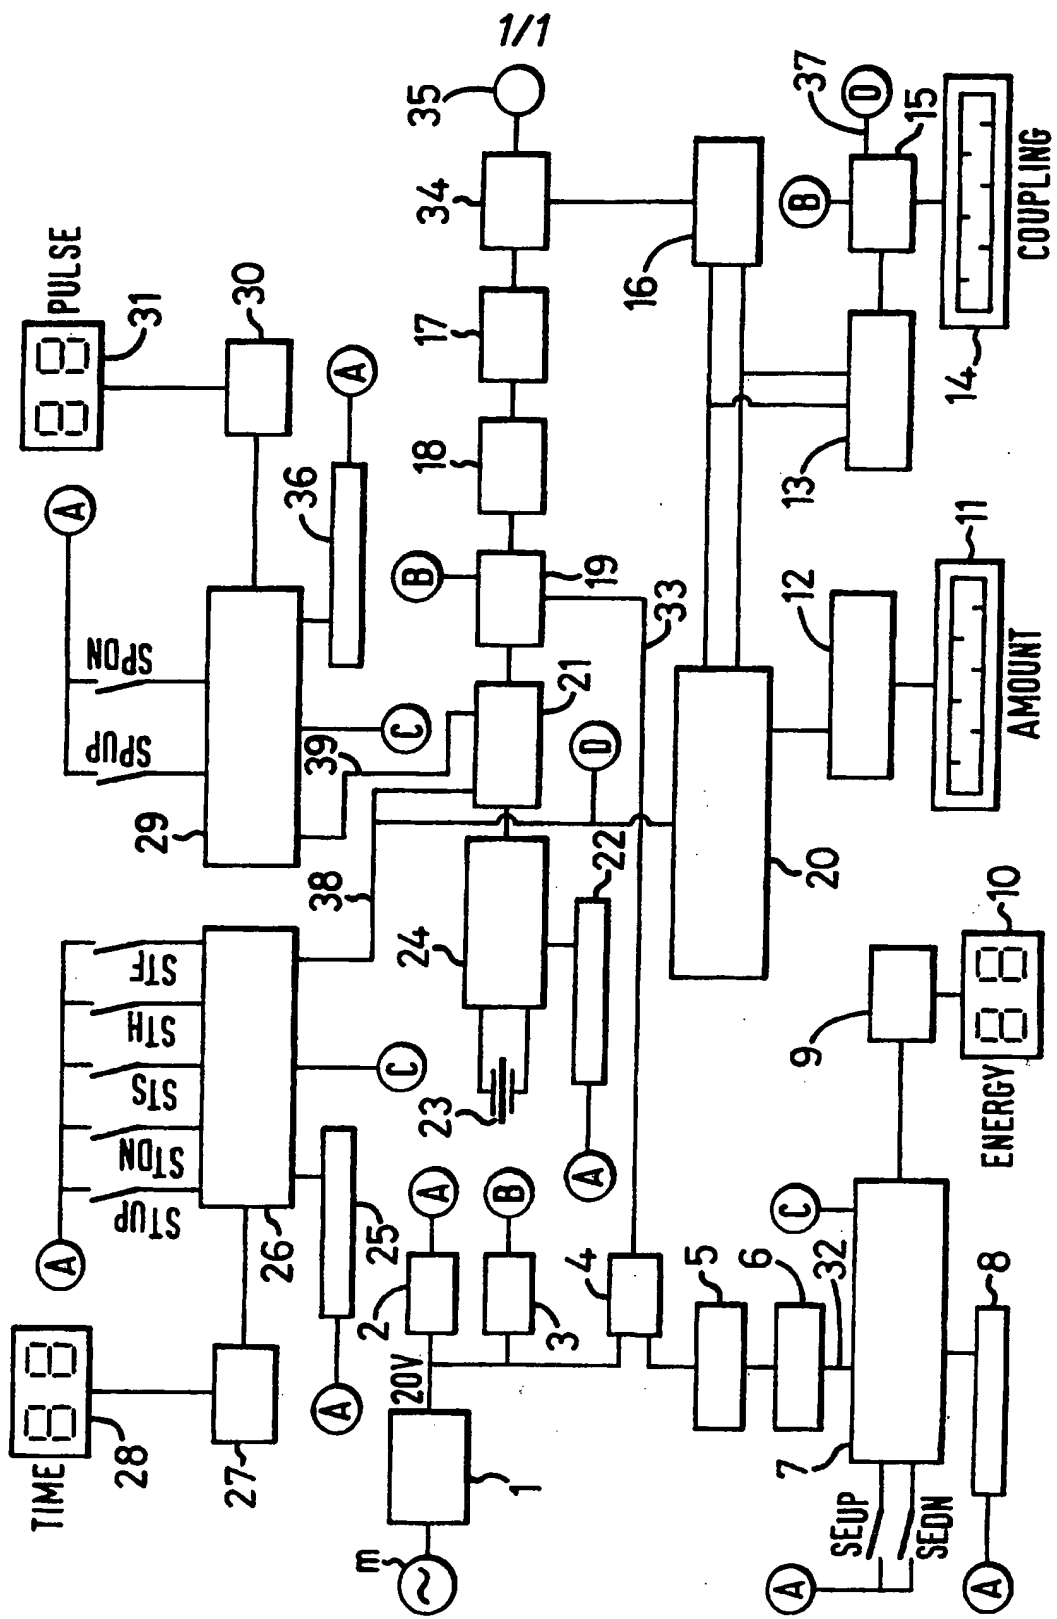 1/1
TIME
28
27
A
STUP
STDN
STS
STH
STF
26
25
A
C
A
SPUP
SPDN
29
PULSE
31
30
36
A
C
39
38
m
1
20V
2
A
3
B
4
23
24
22
A
21
D
B
19
18
17
34
35
33
5
6
32
7
C
SEUP
SEDN
A
8
A
9
ENERGY
10
20
12
AMOUNT
11
16
13
B
15
37
D
14
COUPLING